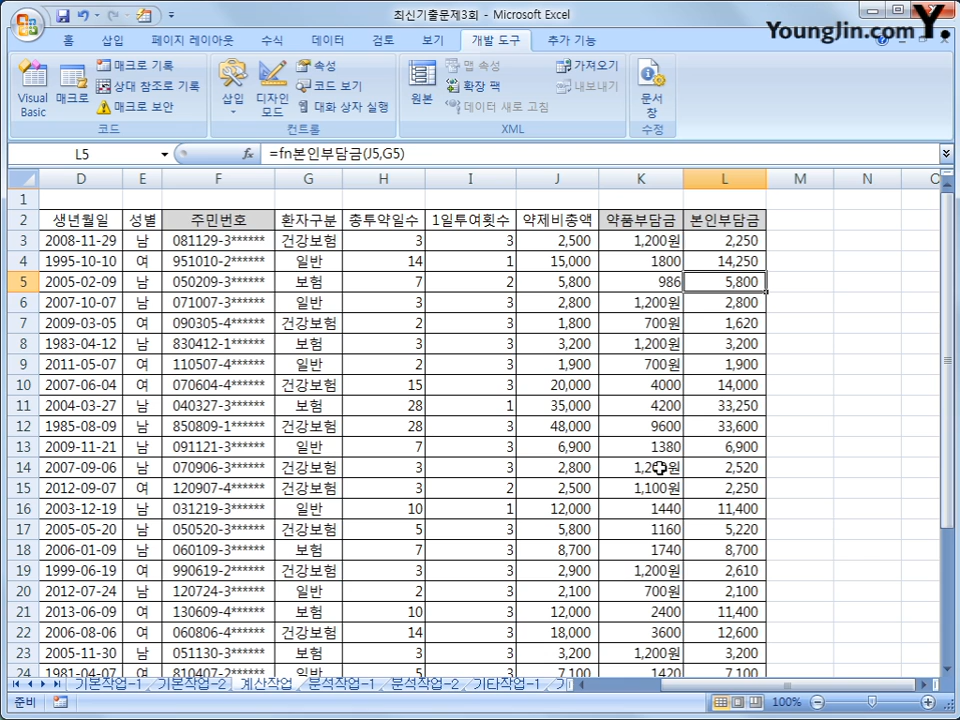 최신기출문제3회 - Microsoft Excel
YoungJin.com Y.
홈 삽입 페이지 레이아웃 수식 데이터 검토 보기 개발 도구 추가 기능
Visual Basic
매크로
매크로 기록
상대 참조로 기록
매크로 보안
코드
삽입
디자인 모드
속성
코드 보기
대화 상자 실행
컨트롤
원본
맵 속성
확장 팩
데이터 새로 고침
가져오기
내보내기
XML
문서 창
수정
L5 fx =fn본인부담금(J5,G5)
D E F G H I J K L M N O
1
2 생년월일 성별 주민번호 환자구분 총투약일수 1일투여횟수 약제비총액 약품부담금 본인부담금
3 2008-11-29 남 081129-3****** 건강보험 3 3 2,500 1,200원 2,250
4 1995-10-10 여 951010-2****** 일반 14 1 15,000 1800 14,250
5 2005-02-09 남 050209-3****** 보험 7 2 5,800 986 5,800
6 2007-10-07 남 071007-3****** 일반 3 3 2,800 1,200원 2,800
7 2009-03-05 여 090305-4****** 건강보험 2 3 1,800 700원 1,620
8 1983-04-12 남 830412-1****** 보험 3 3 3,200 1,200원 3,200
9 2011-05-07 여 110507-4****** 일반 2 3 1,900 700원 1,900
10 2007-06-04 여 070604-4****** 건강보험 15 3 20,000 4000 14,000
11 2004-03-27 남 040327-3****** 보험 28 1 35,000 4200 33,250
12 1985-08-09 남 850809-1****** 건강보험 28 3 48,000 9600 33,600
13 2009-11-21 남 091121-3****** 일반 7 3 6,900 1380 6,900
14 2007-09-06 남 070906-3****** 건강보험 3 3 2,800 1,200원 2,520
15 2012-09-07 여 120907-4****** 건강보험 3 2 2,500 1,100원 2,250
16 2003-12-19 남 031219-3****** 일반 10 1 12,000 1440 11,400
17 2005-05-20 남 050520-3****** 건강보험 5 3 5,800 1160 5,220
18 2006-01-09 남 060109-3****** 보험 7 3 8,700 1740 8,700
19 1999-06-19 여 990619-2****** 건강보험 3 3 2,900 1,200원 2,610
20 2012-07-24 남 120724-3****** 일반 2 3 2,100 700원 2,100
21 2013-06-09 여 130609-4****** 보험 10 3 12,000 2400 11,400
22 2006-08-06 여 060806-4****** 건강보험 14 3 18,000 3600 12,600
23 2005-11-30 남 051130-3****** 보험 3 3 3,200 1,200원 3,200
24 1981-04-07 여 810407-2****** 일반 5 3 7,100 1420 7,100
기본작업-1 기본작업-2 계산작업 분석작업-1 분석작업-2 기타작업-1
준비 100%